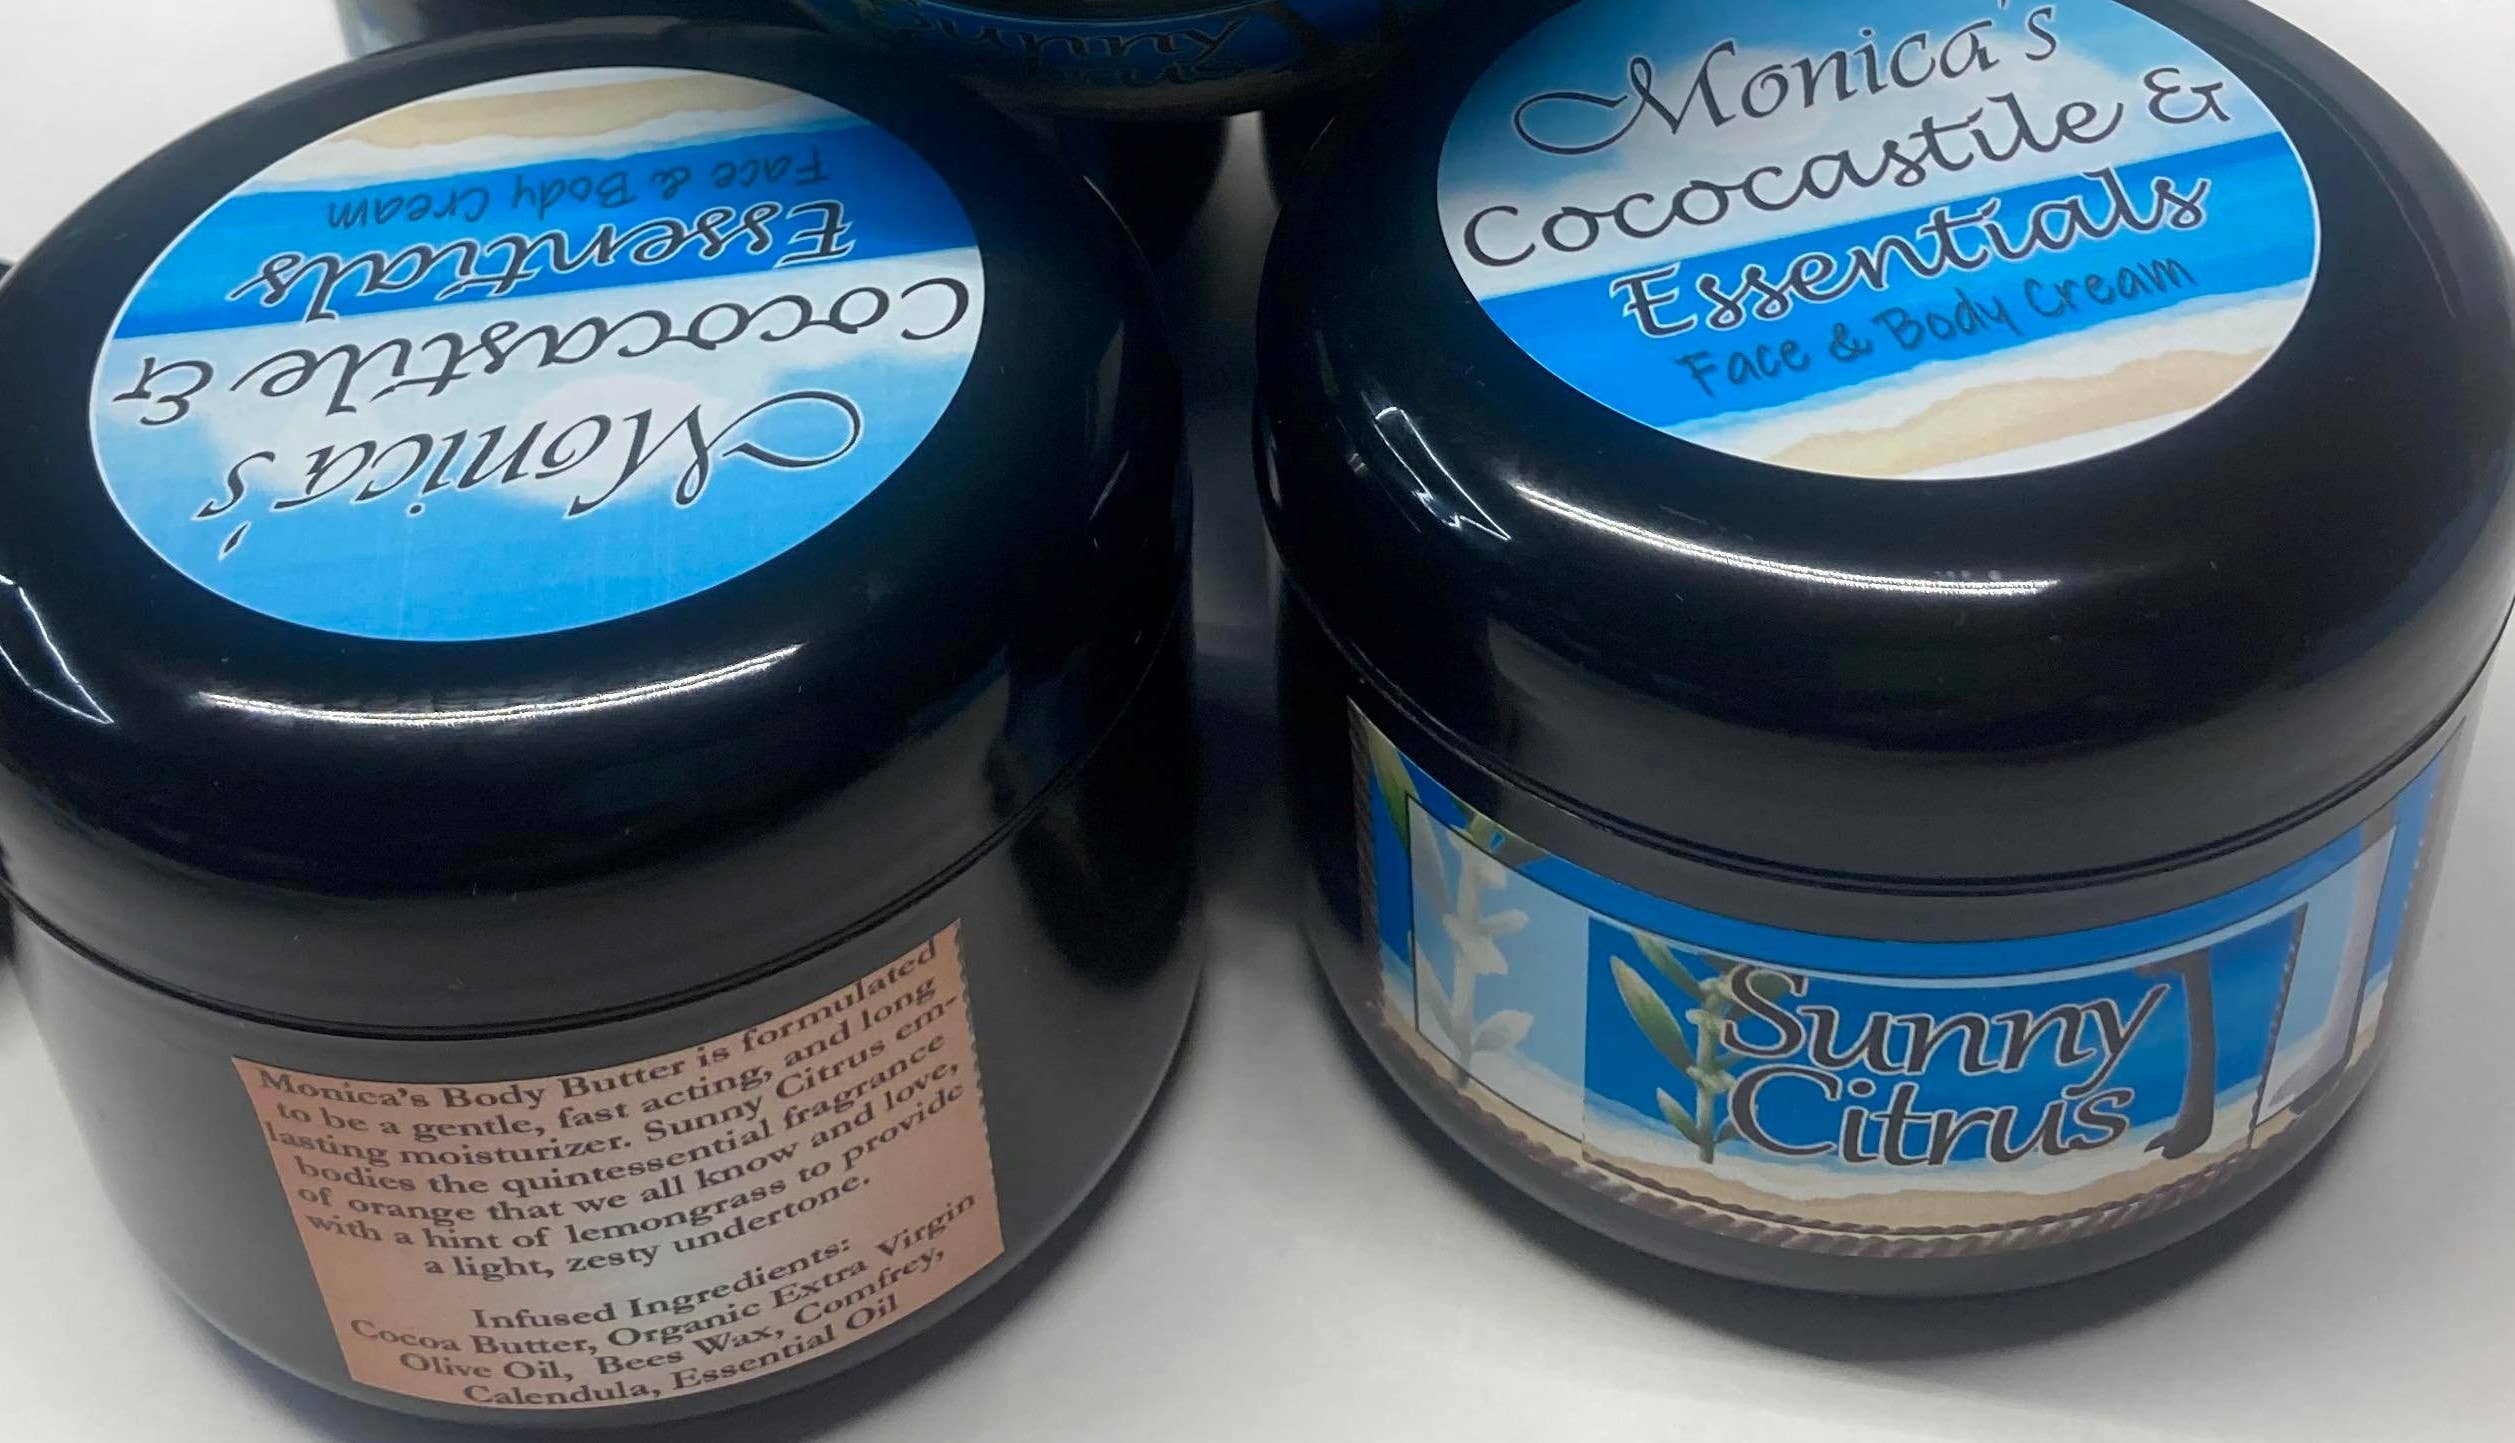 Sunny
Citrus
Monica's
Cococastile &
Essentials
Face & Body Cream
Monica's Body Butter is formulated
to be a gentle, fast acting, and long
lasting moisturizer. Sunny Citrus em-
bodies the quintessential fragrance
of orange that we all know and love,
with a hint of lemongrass to provide
a light, zesty undertone.
Infused Ingredients:
Cocoa Butter, Organic Extra Virgin
Olive Oil, Bees Wax, Comfrey,
Calendula, Essential Oil
Monica's
Cococastile &
Essentials
Face & Body Cream
Sunny
Citrus